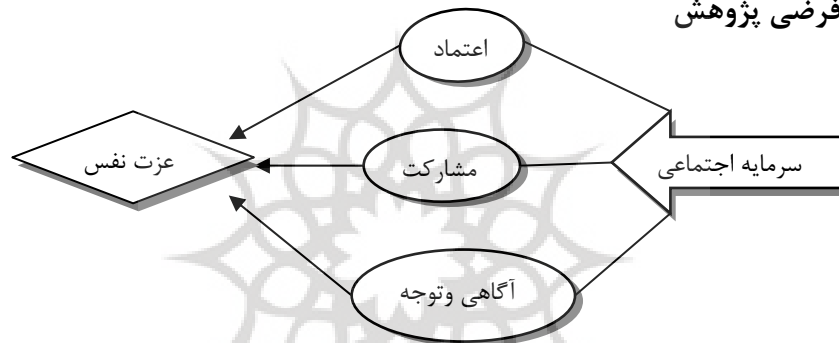 فرضی پژوهش
اعتماد
سرمایه اجتماعی
مشارکت
عزت نفس
آگاهی وتوجه